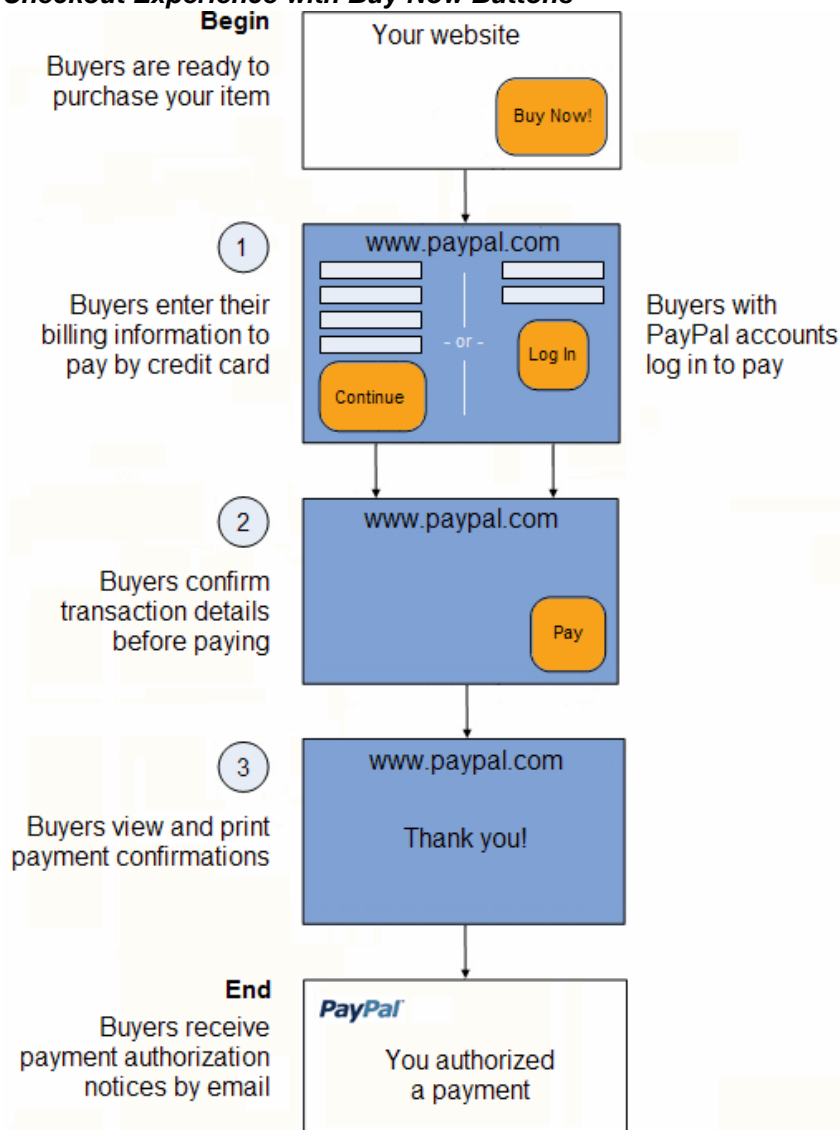 Checkout Experience with Buy Now Buttons
Begin
Buyers are ready to
purchase your item
Your website
Buy Now!
1
Buyers enter their
billing information to
pay by credit card
www.paypal.com
- or -
Continue
Log In
Buyers with
PayPal accounts
log in to pay
2
Buyers confirm
transaction details
before paying
www.paypal.com
Pay
3
Buyers view and print
payment confirmations
www.paypal.com
Thank you!
End
Buyers receive
payment authorization
notices by email
PayPal
You authorized
a payment